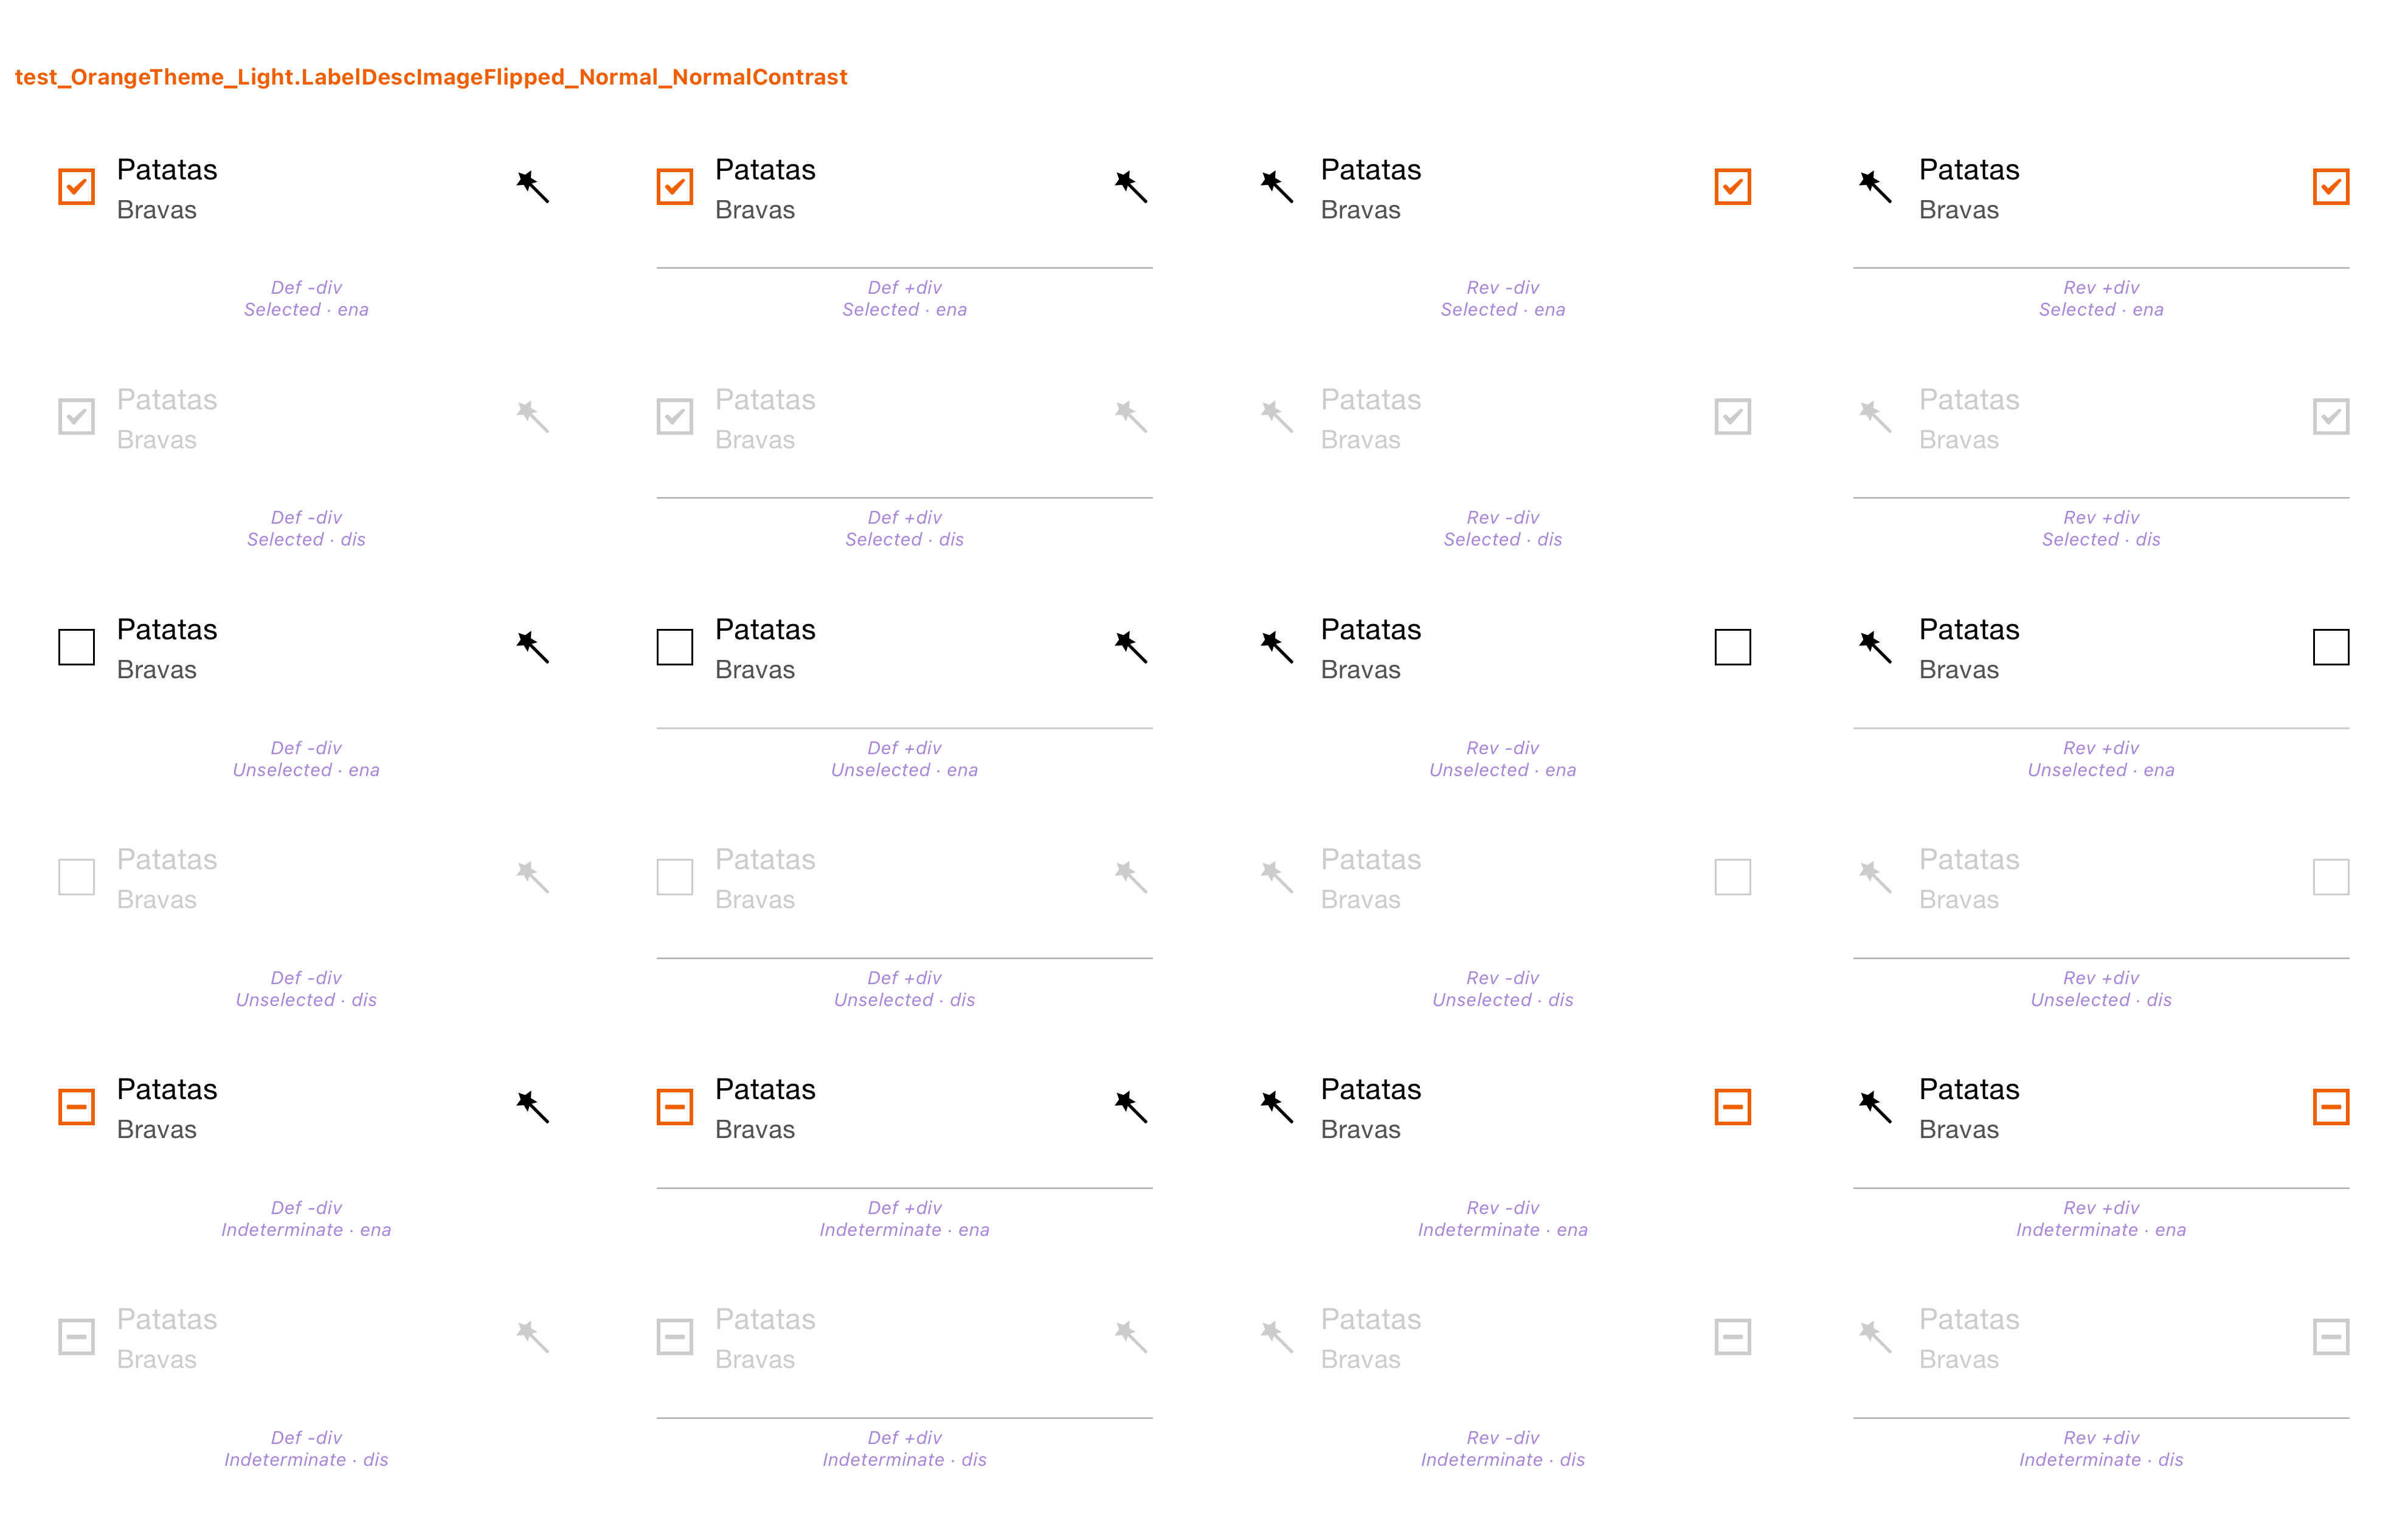 test_OrangeTheme_Light.LabelDescImageFlipped_Normal_NormalContrast
Patatas
Bravas
Def -div
Selected · ena
Patatas
Bravas
Def +div
Selected · ena
Patatas
Bravas
Rev -div
Selected · ena
Patatas
Bravas
Rev +div
Selected · ena
Patatas
Bravas
Def -div
Selected · dis
Patatas
Bravas
Def +div
Selected · dis
Patatas
Bravas
Rev -div
Selected · dis
Patatas
Bravas
Rev +div
Selected · dis
Patatas
Bravas
Def -div
Unselected · ena
Patatas
Bravas
Def +div
Unselected · ena
Patatas
Bravas
Rev -div
Unselected · ena
Patatas
Bravas
Rev +div
Unselected · ena
Patatas
Bravas
Def -div
Unselected · dis
Patatas
Bravas
Def +div
Unselected · dis
Patatas
Bravas
Rev -div
Unselected · dis
Patatas
Bravas
Rev +div
Unselected · dis
Patatas
Bravas
Def -div
Indeterminate · ena
Patatas
Bravas
Def +div
Indeterminate · ena
Patatas
Bravas
Rev -div
Indeterminate · ena
Patatas
Bravas
Rev +div
Indeterminate · ena
Patatas
Bravas
Def -div
Indeterminate · dis
Patatas
Bravas
Def +div
Indeterminate · dis
Patatas
Bravas
Rev -div
Indeterminate · dis
Patatas
Bravas
Rev +div
Indeterminate · dis